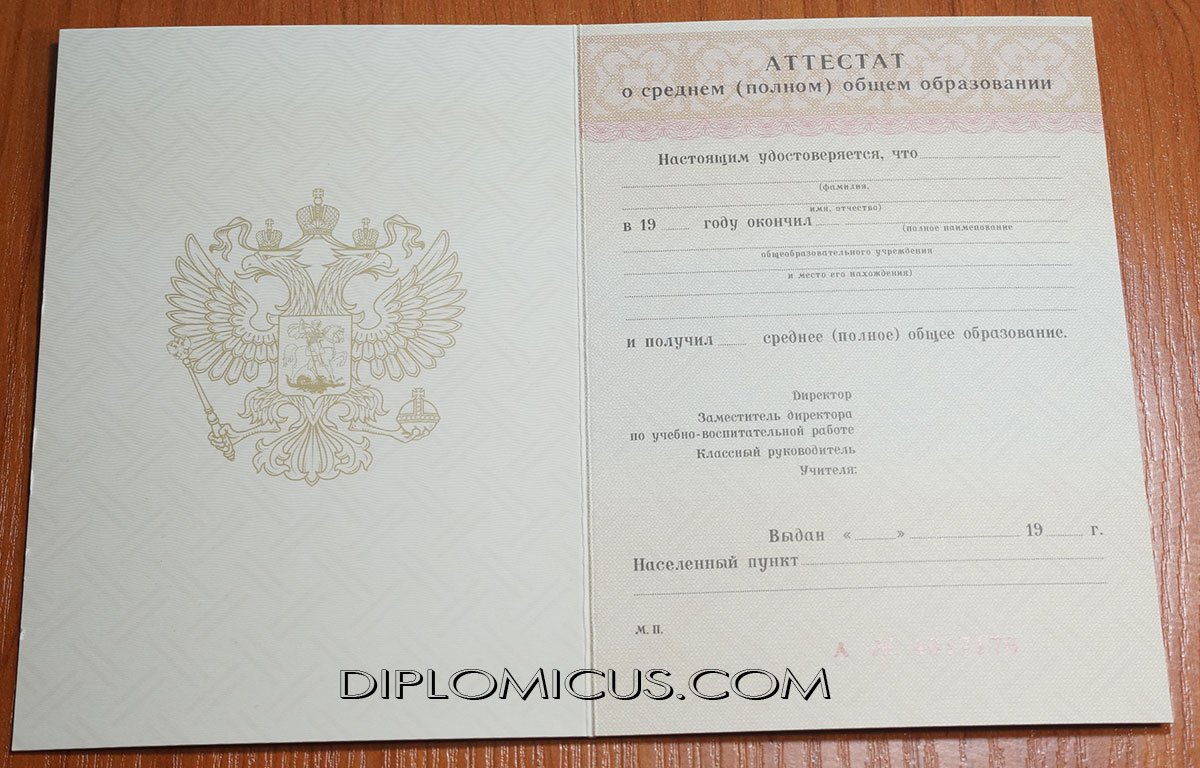 АТТЕСТАТ
о среднем (полном) общем образовании
Настоящим удостоверяется, что
(фамилия,
имя, отчество)
в 19 году окончил
(полное наименование
общеобразовательного учреждения
и место его нахождения)
и получил среднее (полное) общее образование.
Директор
Заместитель директора
по учебно-воспитательной работе
Классный руководитель
Учителя:
Выдан « » 19 г.
Населенный пункт
М. П.
А
DIPLOMICUS.COM